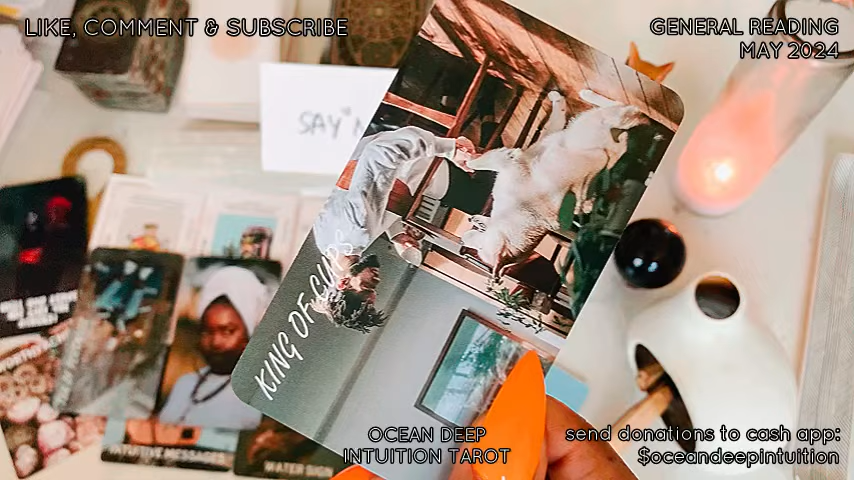 LIKE, COMMENT & SUBSCRIBE
GENERAL READING
MAY 2024
SAY
KING OF CUPS
INTUITIVE MESSAGES
WATER SIGN
OCEAN DEEP
INTUITION TAROT
send donations to cash app:
$oceandeepintuition